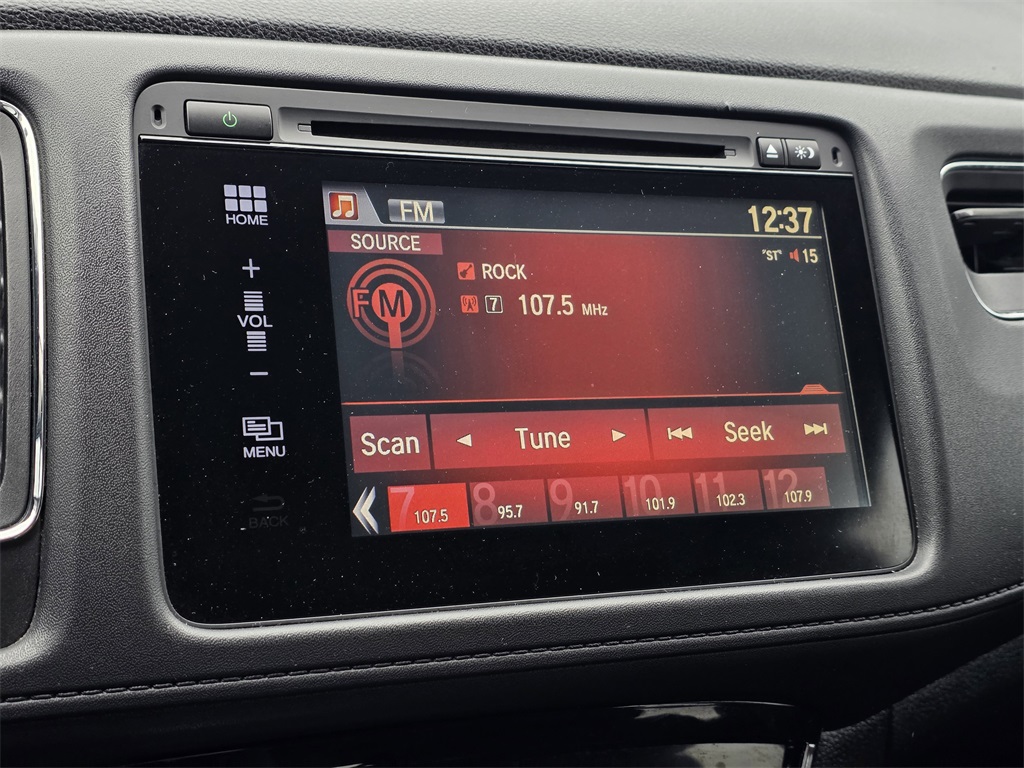 HOME
+
VOL
−
MENU
BACK
FM
12:37
SOURCE
"ST" 15
FM
ROCK
7 107.5 MHz
Scan Tune Seek
7 107.5 8 95.7 9 91.7 10 101.9 11 102.3 12 107.9